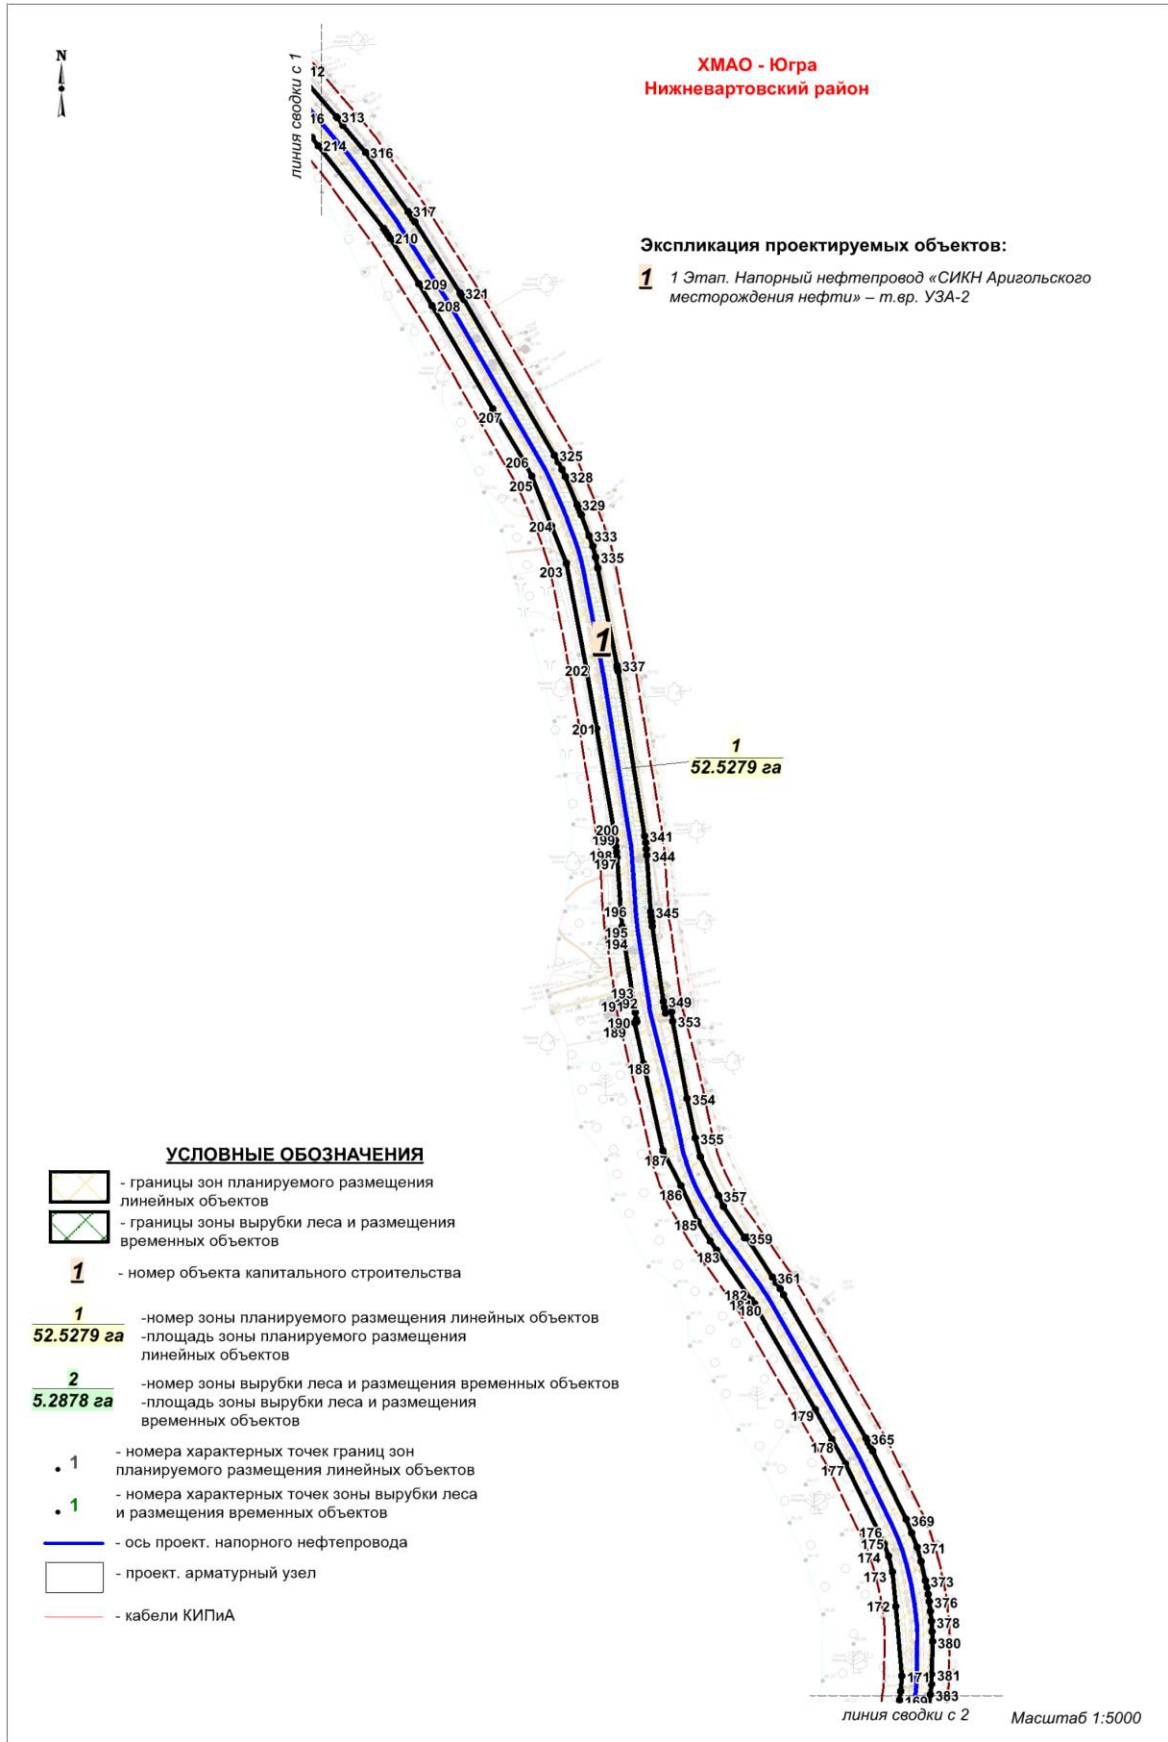 N
линия сводки с 1
ХМАО - Югра
Нижневартовский район
Экспликация проектируемых объектов:
1 1 Этап. Напорный нефтепровод «СИКН Аригольского
месторождения нефти» – т.вр. УЗА-2
12
313
16
316
214
317
210
209
321
208
207
325
206
328
205
329
204
333
335
203
1
337
202
201
1
52.5279 га
200
341
199
344
198
197
345
196
195
194
193
192
349
191
353
190
189
188
354
355
187
186
357
185
359
183
361
182
181
180
179
365
178
177
369
176
371
175
174
373
173
376
172
378
380
171
381
383
169
УСЛОВНЫЕ ОБОЗНАЧЕНИЯ
- границы зон планируемого размещения
линейных объектов
- границы зоны вырубки леса и размещения
временных объектов
1 - номер объекта капитального строительства
1
52.5279 га
-номер зоны планируемого размещения линейных объектов
-площадь зоны планируемого размещения
линейных объектов
2
5.2878 га
-номер зоны вырубки леса и размещения временных объектов
-площадь зоны вырубки леса и размещения
временных объектов
1 - номера характерных точек границ зон
планируемого размещения линейных объектов
1 - номера характерных точек зоны вырубки леса
и размещения временных объектов
- ось проект. напорного нефтепровода
- проект. арматурный узел
- кабели КИПиА
линия сводки с 2
Масштаб 1:5000